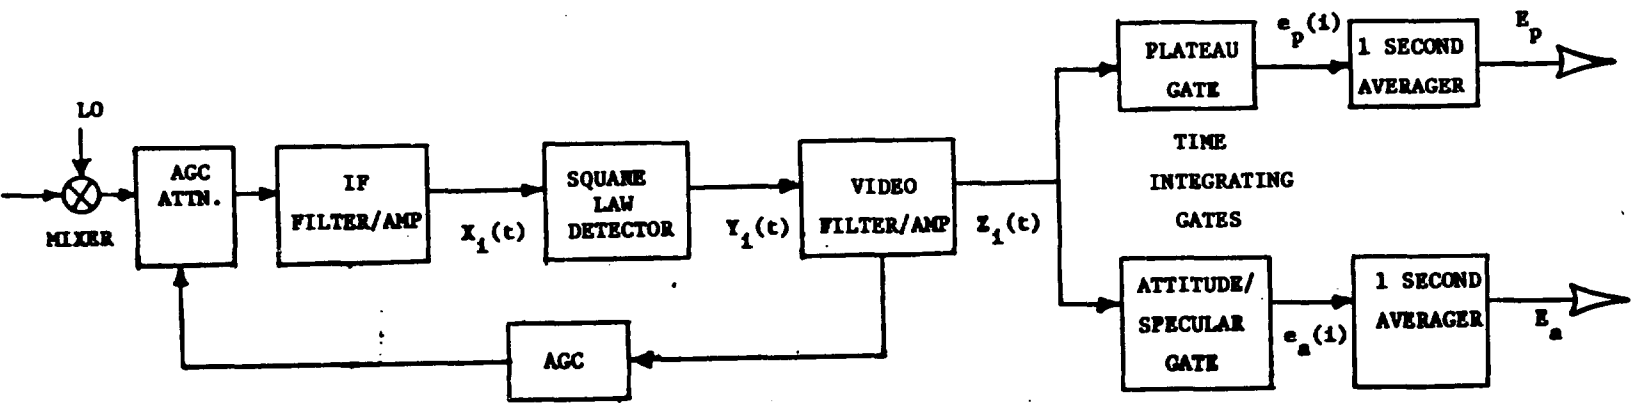 LO
MIXER
AGC
ATTN.
IF
FILTER/AMP
X_i(t)
SQUARE
LAW
DETECTOR
Y_i(t)
VIDEO
FILTER/AMP
Z_i(t)
AGC
PLATEAU
GATE
e_p(i)
1 SECOND
AVERAGER
E_p
TIME
INTEGRATING
GATES
ATTITUDE/
SPECULAR
GATE
e_a(i)
1 SECOND
AVERAGER
E_a